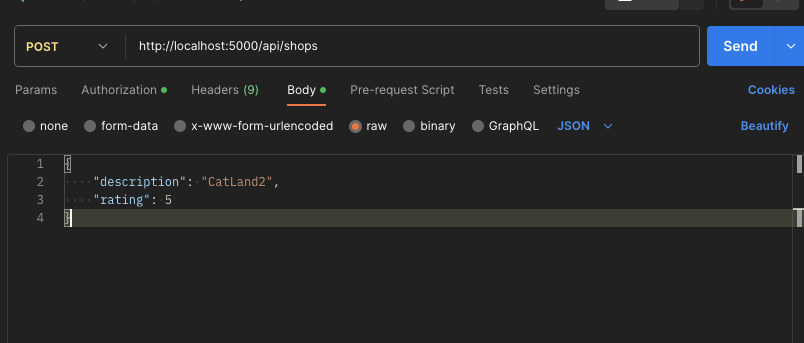 POST http://localhost:5000/api/shops Send
Params Authorization Headers (9) Body Pre-request Script Tests Settings Cookies
none form-data x-www-form-urlencoded raw binary GraphQL JSON Beautify
1 {
2 "description": "CatLand2",
3 "rating": 5
4 }